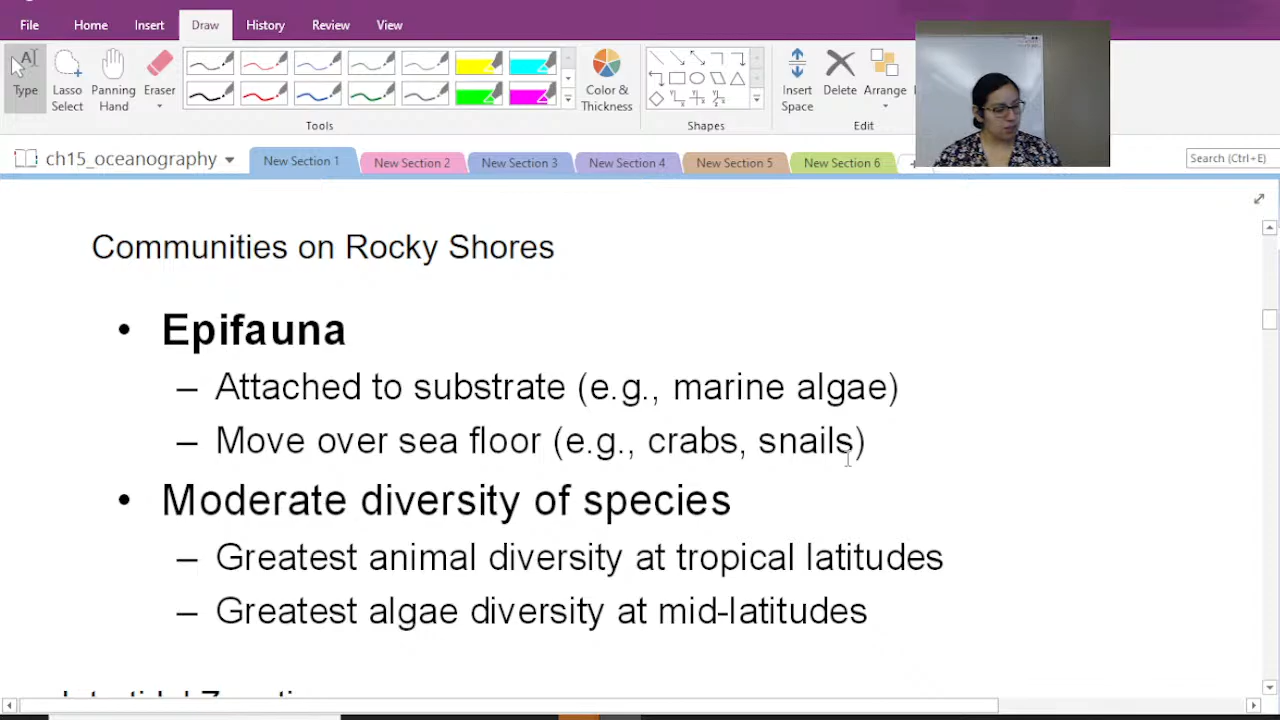 File Home Insert Draw History Review View
Type
Lasso Select
Panning Hand
Eraser
Color & Thickness
Insert Space
Delete
Arrange
Tools
Shapes
Edit
ch15_oceanography
New Section 1
New Section 2
New Section 3
New Section 4
New Section 5
New Section 6
Search (Ctrl+E)
Communities on Rocky Shores
• Epifauna
– Attached to substrate (e.g., marine algae)
– Move over sea floor (e.g., crabs, snails)
• Moderate diversity of species
– Greatest animal diversity at tropical latitudes
– Greatest algae diversity at mid-latitudes